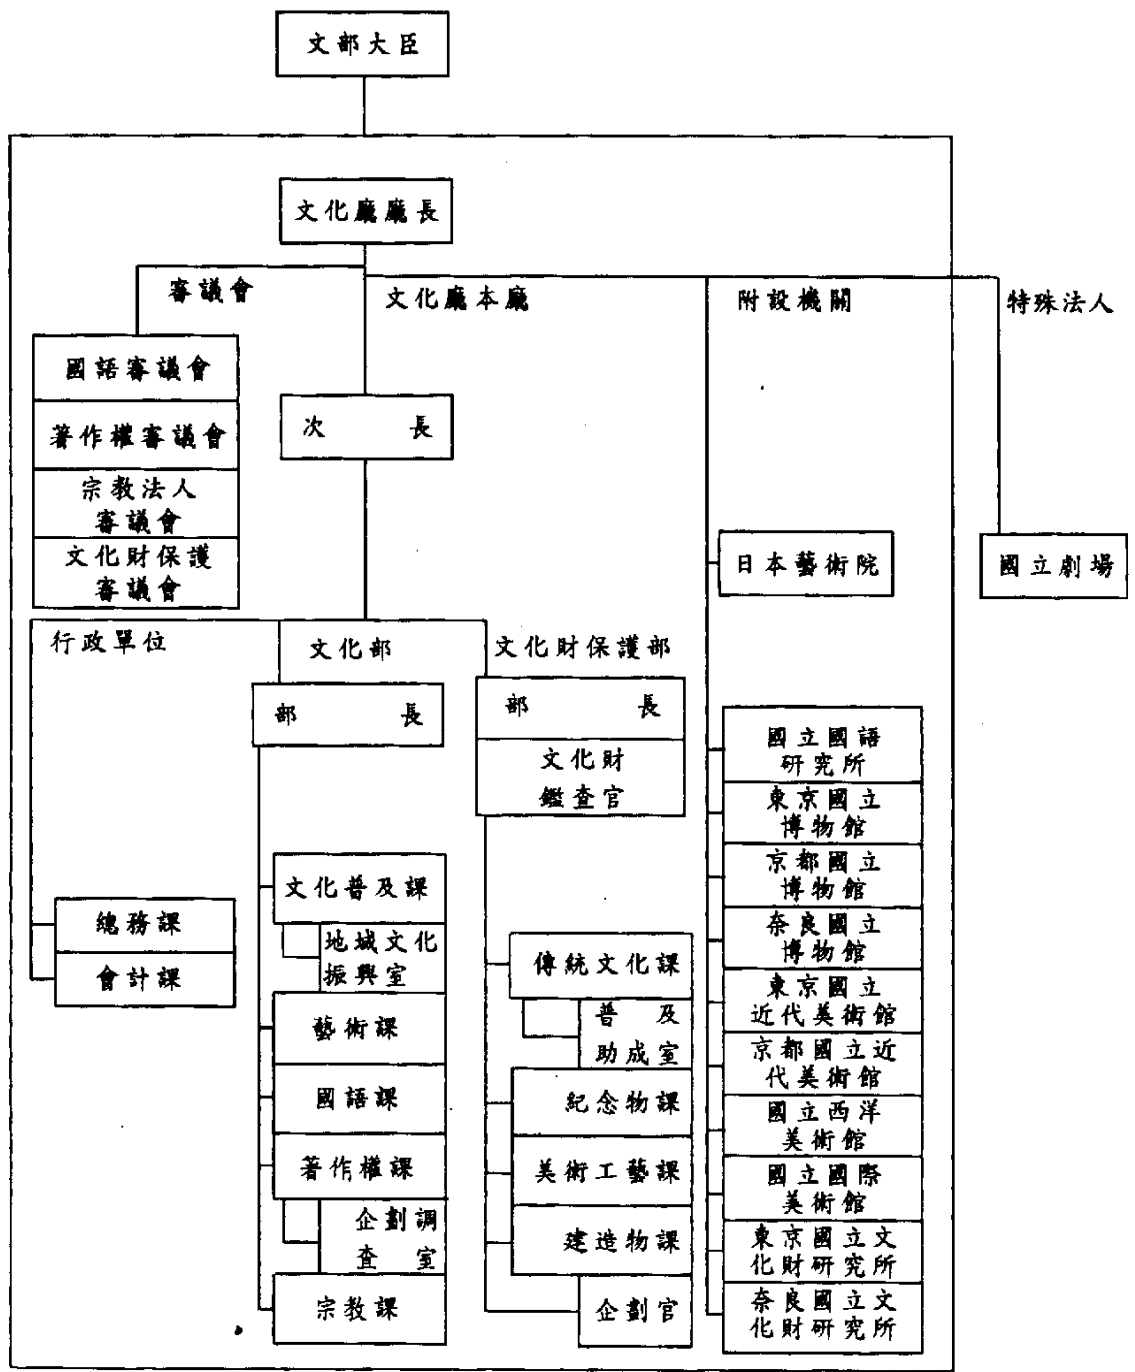 文部大臣
文化廳廳長
審議會
文化廳本廳
附設機關
特殊法人
國語審議會
著作權審議會
宗教法人
審議會
文化財保護
審議會
次 長
日本藝術院
國立劇場
行政單位
文化部
文化財保護部
部 長
部 長
文化財
鑑查官
總務課
會計課
文化普及課
地域文化
振興室
藝術課
國語課
著作權課
企劃調
查 室
宗教課
傳統文化課
普 及
助成室
紀念物課
美術工藝課
建造物課
企劃官
國立國語
研究所
東京國立
博物館
京都國立
博物館
奈良國立
博物館
東京國立
近代美術館
京都國立近
代美術館
國立西洋
美術館
國立國際
美術館
東京國立文
化財研究所
奈良國立文
化財研究所